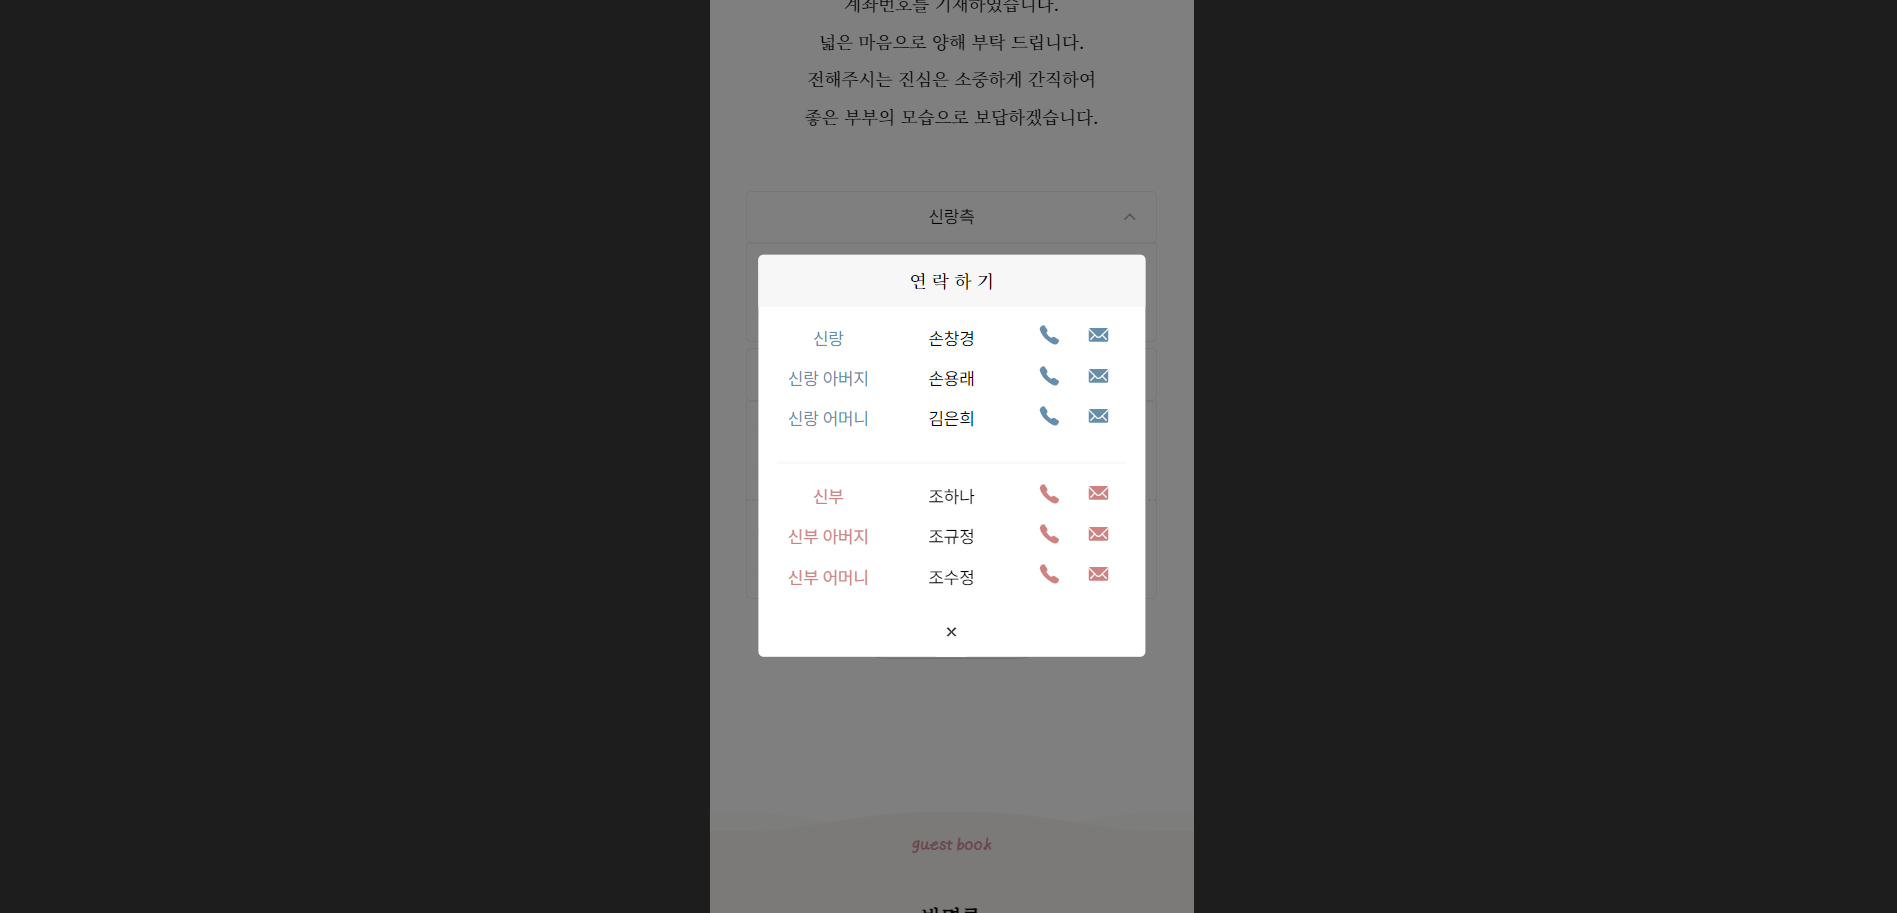 계좌번호를 기재하였습니다.
넓은 마음으로 양해 부탁 드립니다.
전해주시는 진심은 소중하게 간직하여
좋은 부부의 모습으로 보답하겠습니다.
신랑측
연락하기
신랑 손창경
신랑 아버지 손용래
신랑 어머니 김은희
신부 조하나
신부 아버지 조규정
신부 어머니 조수정
×
guest book